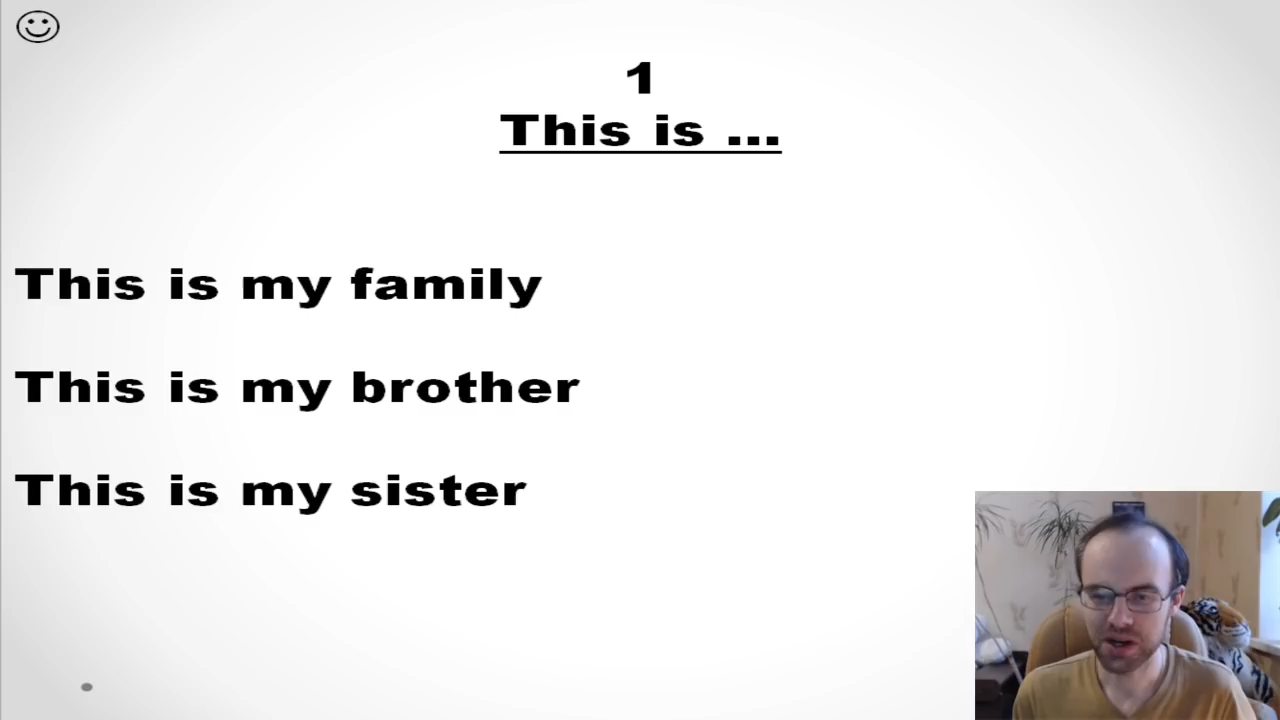 1
This is ...
This is my family
This is my brother
This is my sister